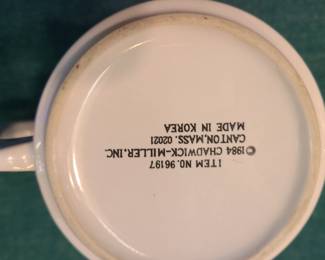 ITEM NO. 96197
©1984 CHADWICK-MILLER, INC.
CANTON, MASS. 02021
MADE IN KOREA